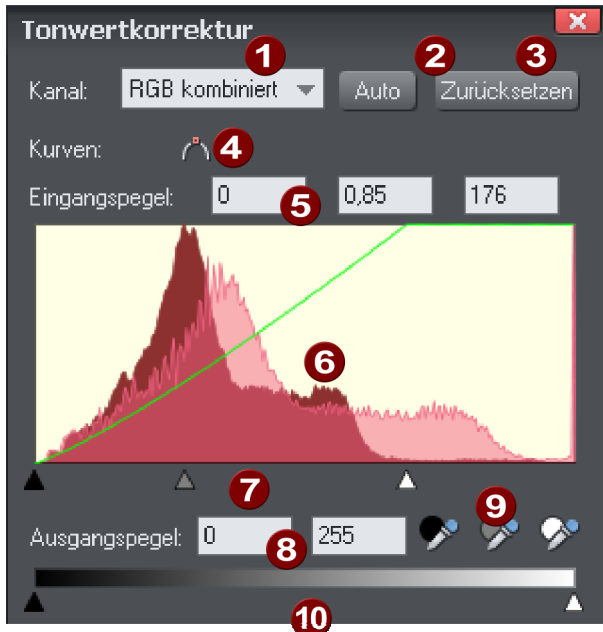 Tonwertkorrektur
1 2 3
Kanal: RGB kombiniert Auto Zurücksetzen
Kurven: 4
Eingangspegel: 0 5 0,85 176
6
7 9
Ausgangspegel: 0 8 255
10